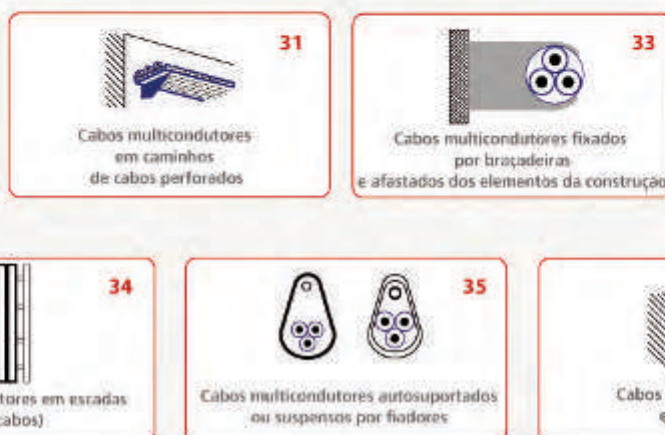 31
Cabos multicondutores
em caminhos
de cabos perforados
33
Cabos multicondutores fixados
por braçadeiras
e afastados dos elementos da construção
34
tores em escadas
cabos)
35
Cabos multicondutores autosuportados
ou suspensos por fiadores
Cabos
e